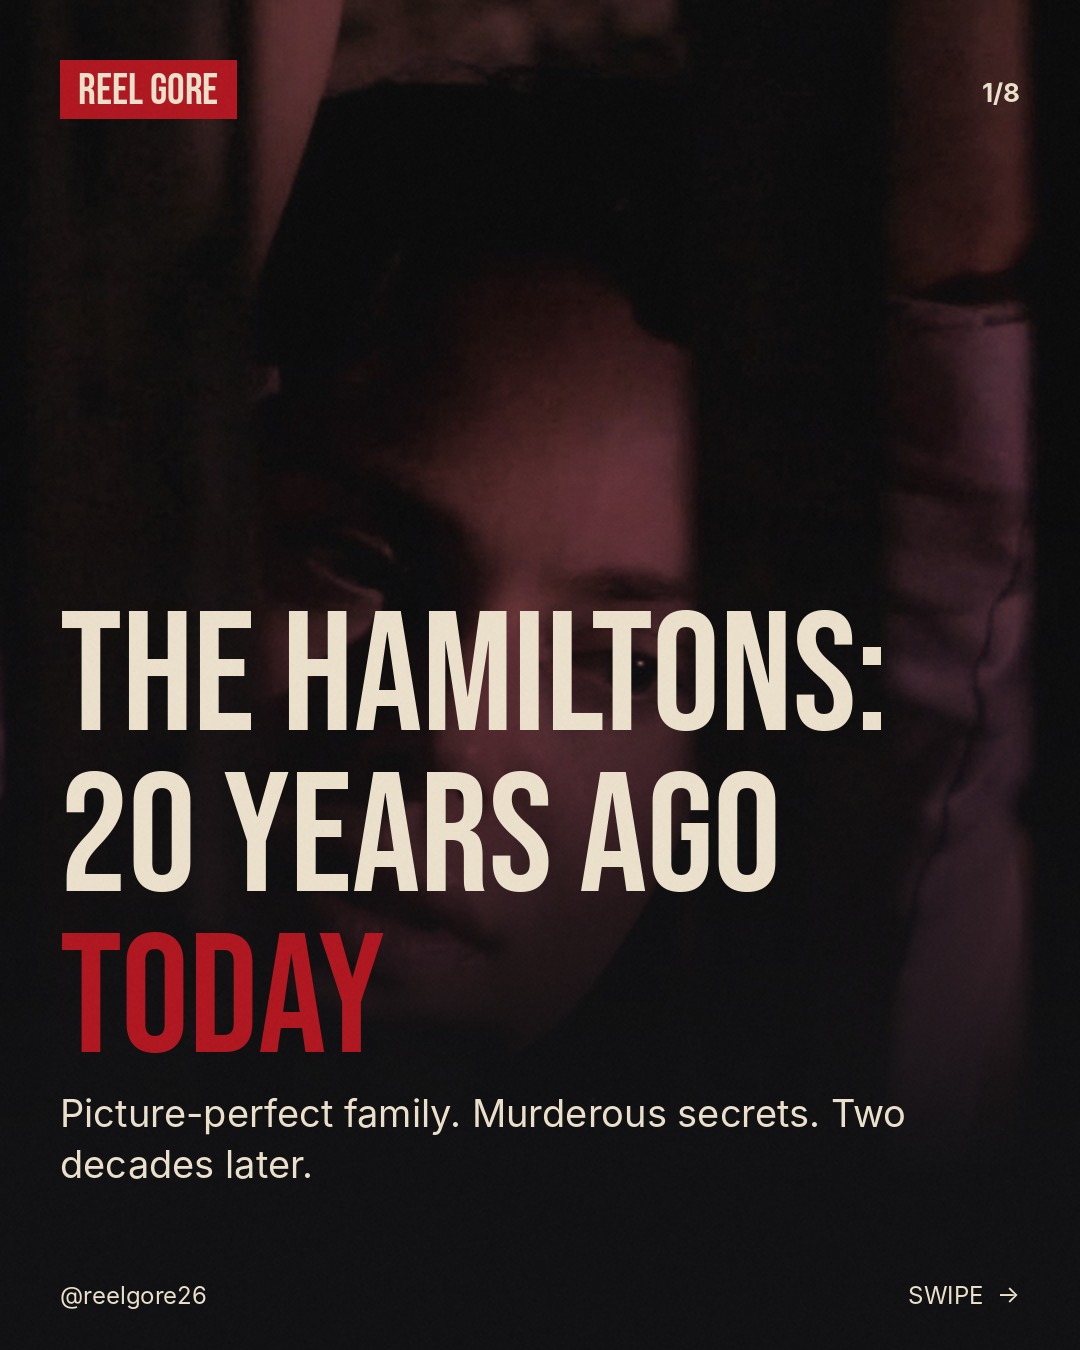 REEL GORE
1/8
THE HAMILTONS:
20 YEARS AGO
TODAY
Picture-perfect family. Murderous secrets. Two
decades later.
@reelgore26
SWIPE →